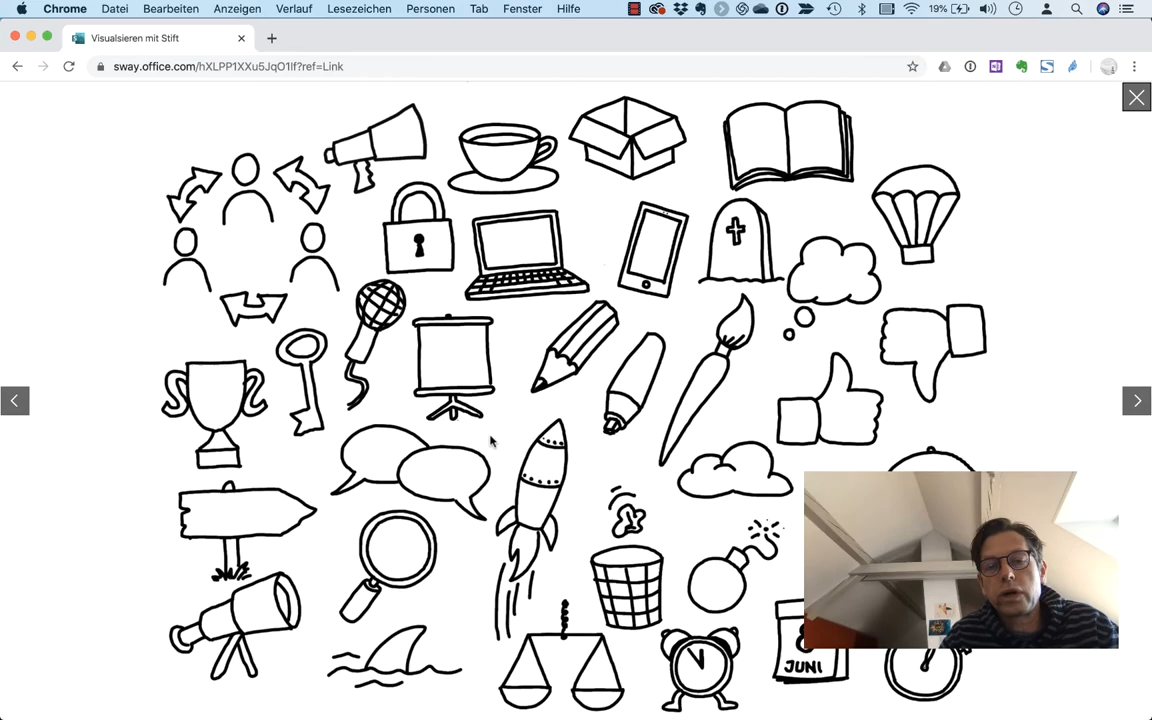 Chrome Datei Bearbeiten Anzeigen Verlauf Lesezeichen Personen Tab Fenster Hilfe 19%
Visualsieren mit Stift
sway.office.com/hXLPP1XXu5JqO1lf?ref=Link
JUNI